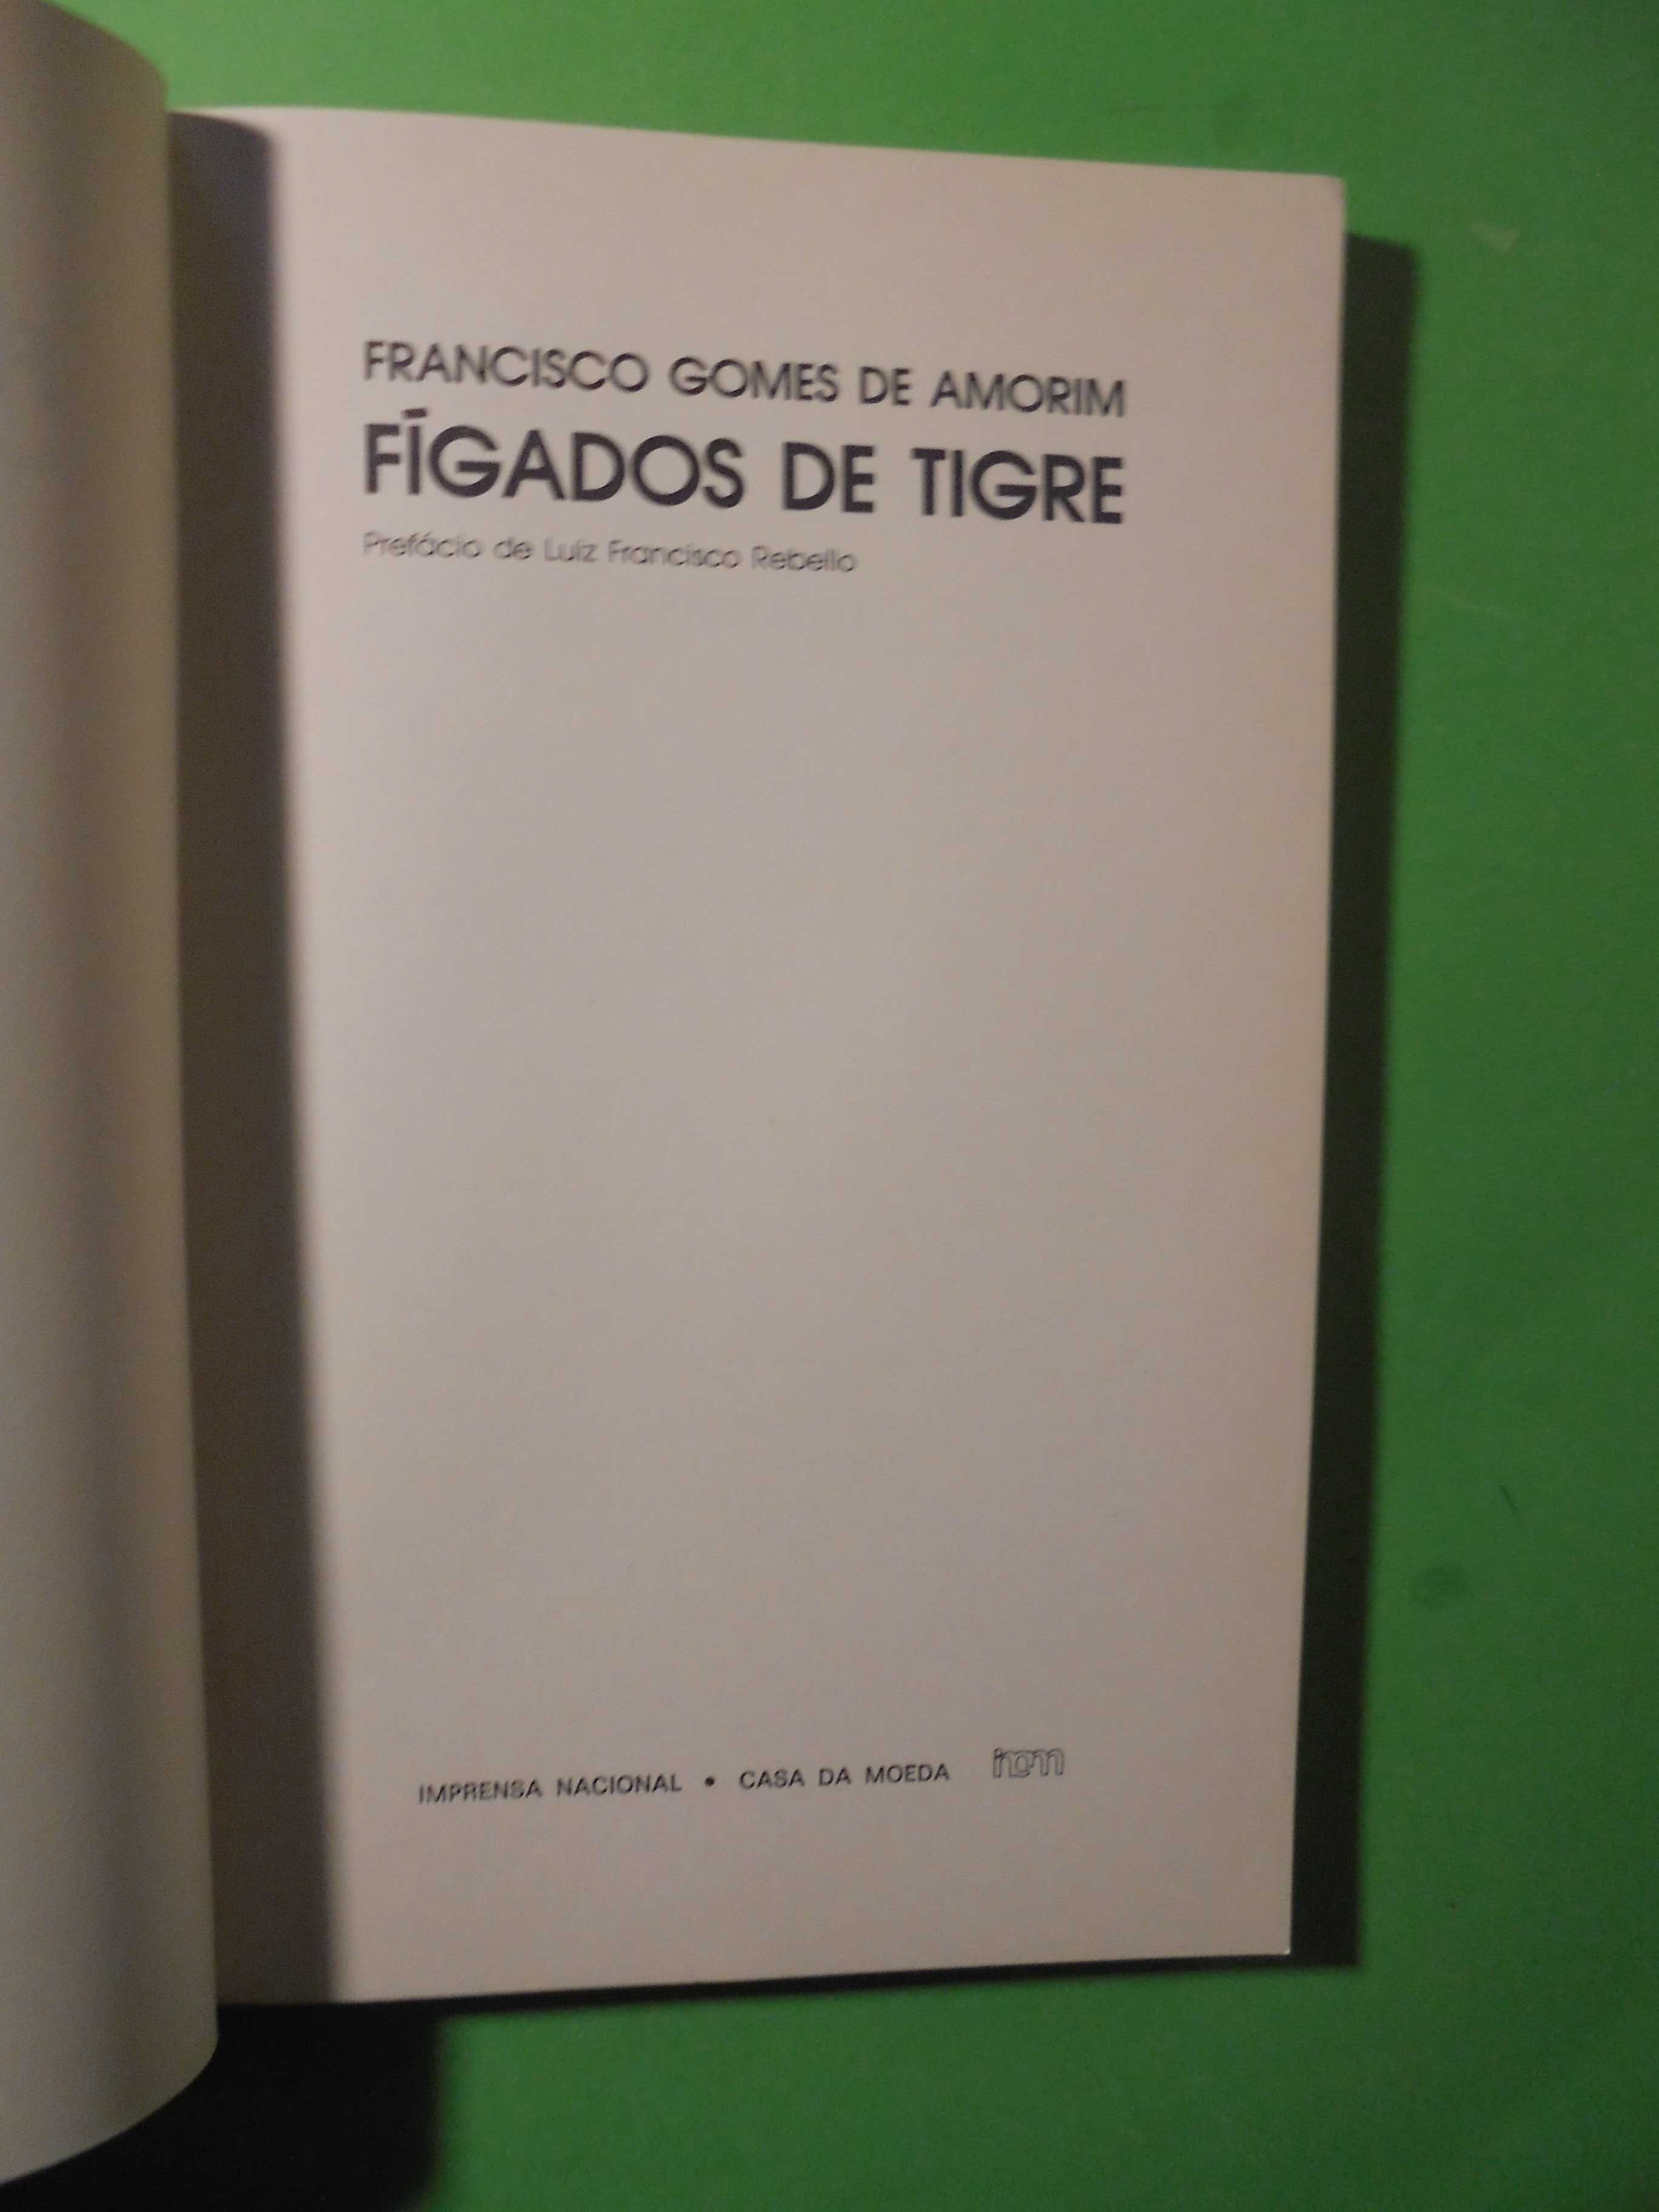 FRANCISCO GOMES DE AMORIM
FÍGADOS DE TIGRE
Prefácio de Luiz Francisco Rebello
IMPRENSA NACIONAL • CASA DA MOEDA incm